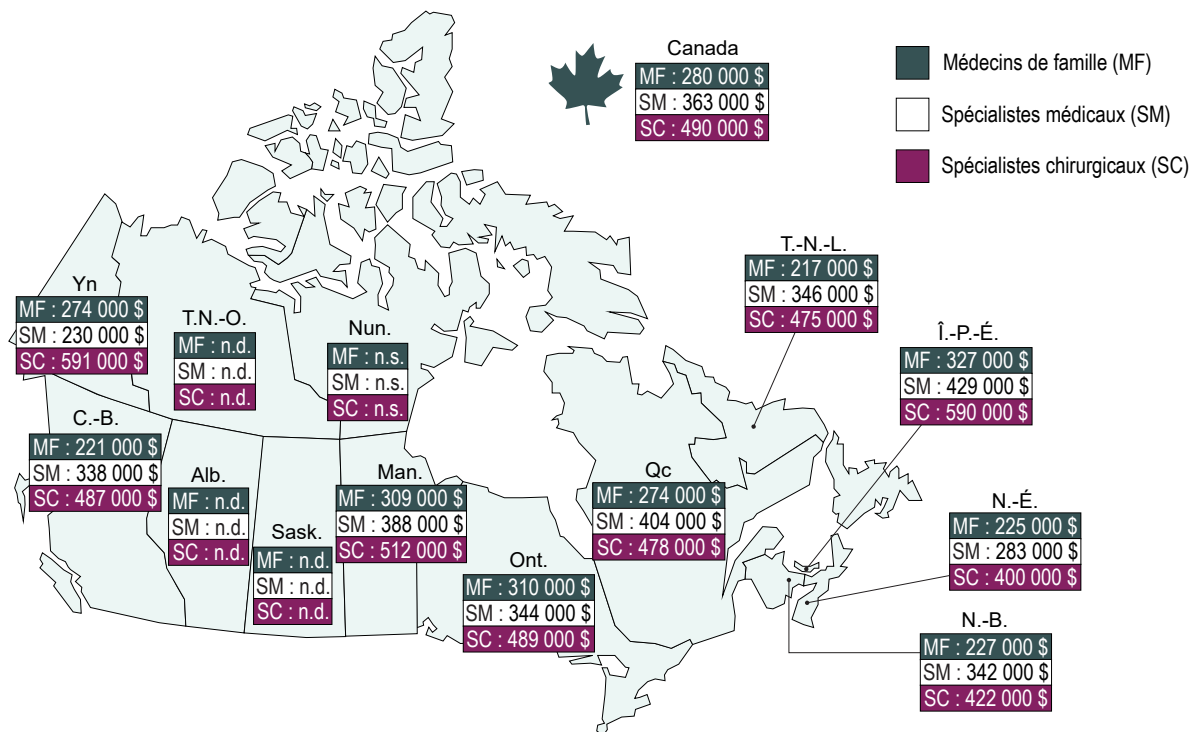 Canada
MF : 280 000 $
SM : 363 000 $
SC : 490 000 $
Médecins de famille (MF)
Spécialistes médicaux (SM)
Spécialistes chirurgicaux (SC)
T.-N.-L.
MF : 217 000 $
SM : 346 000 $
SC : 475 000 $
Yn
MF : 274 000 $
SM : 230 000 $
SC : 591 000 $
T.N.-O.
MF : n.d.
SM : n.d.
SC : n.d.
Nun.
MF : n.s.
SM : n.s.
SC : n.s.
Î.-P.-É.
MF : 327 000 $
SM : 429 000 $
SC : 590 000 $
C.-B.
MF : 221 000 $
SM : 338 000 $
SC : 487 000 $
Alb.
MF : n.d.
SM : n.d.
SC : n.d.
Sask.
MF : n.d.
SM : n.d.
SC : n.d.
Man.
MF : 309 000 $
SM : 388 000 $
SC : 512 000 $
Ont.
MF : 310 000 $
SM : 344 000 $
SC : 489 000 $
Qc
MF : 274 000 $
SM : 404 000 $
SC : 478 000 $
N.-É.
MF : 225 000 $
SM : 283 000 $
SC : 400 000 $
N.-B.
MF : 227 000 $
SM : 342 000 $
SC : 422 000 $